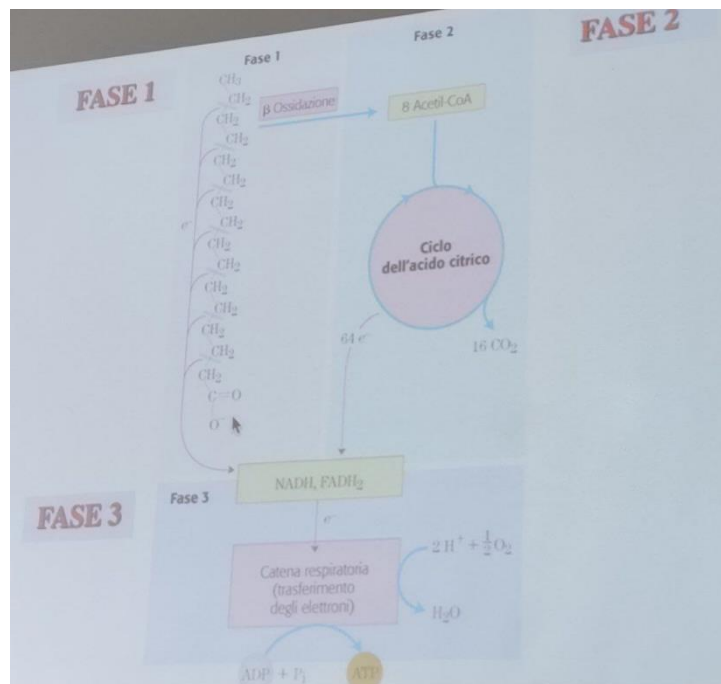 FASE 1
FASE 2
Fase 1
Fase 2
CH₃
CH₂
CH₂
CH₂
CH₂
CH₂
CH₂
CH₂
CH₂
CH₂
CH₂
CH₂
CH₂
CH₂
CH₂
C=O
O⁻
e⁻
β Ossidazione
8 Acetil-CoA
Ciclo
dell'acido citrico
64 e⁻
16 CO₂
FASE 3
Fase 3
NADH, FADH₂
e⁻
Catena respiratoria
(trasferimento
degli elettroni)
2 H⁺ + ½ O₂
H₂O
ADP + Pᵢ
ATP